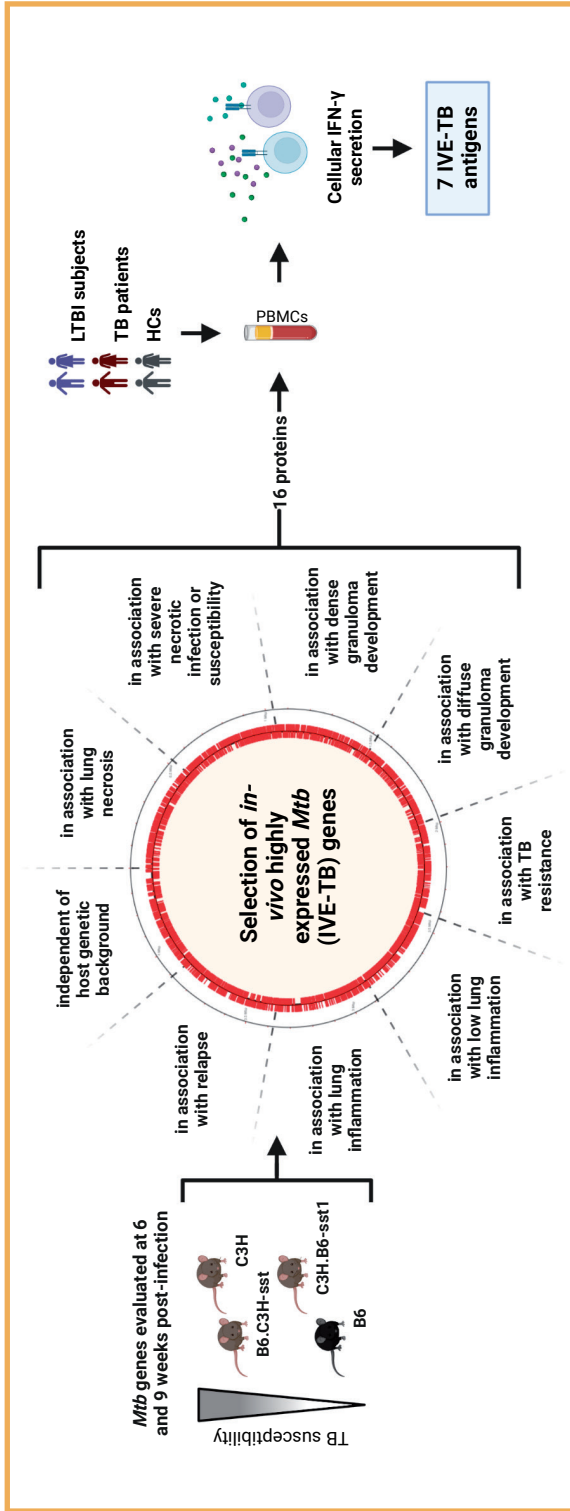 Mtb genes evaluated at 6
and 9 weeks post-infection
TB susceptibility
C3H
B6.C3H-sst
C3H.B6-sst1
B6
Selection of in-
vivo highly
expressed Mtb
(IVE-TB) genes
independent of
host genetic
background
in association
with lung
necrosis
in association
with severe
necrotic
infection or
susceptibility
in association
with dense
granuloma
development
in association
with diffuse
granuloma
development
in association
with TB
resistance
in association
with low lung
inflammation
in association
with lung
inflammation
in association
with relapse
16 proteins
LTBI subjects
TB patients
HCs
PBMCs
Cellular IFN-γ
secretion
7 IVE-TB
antigens